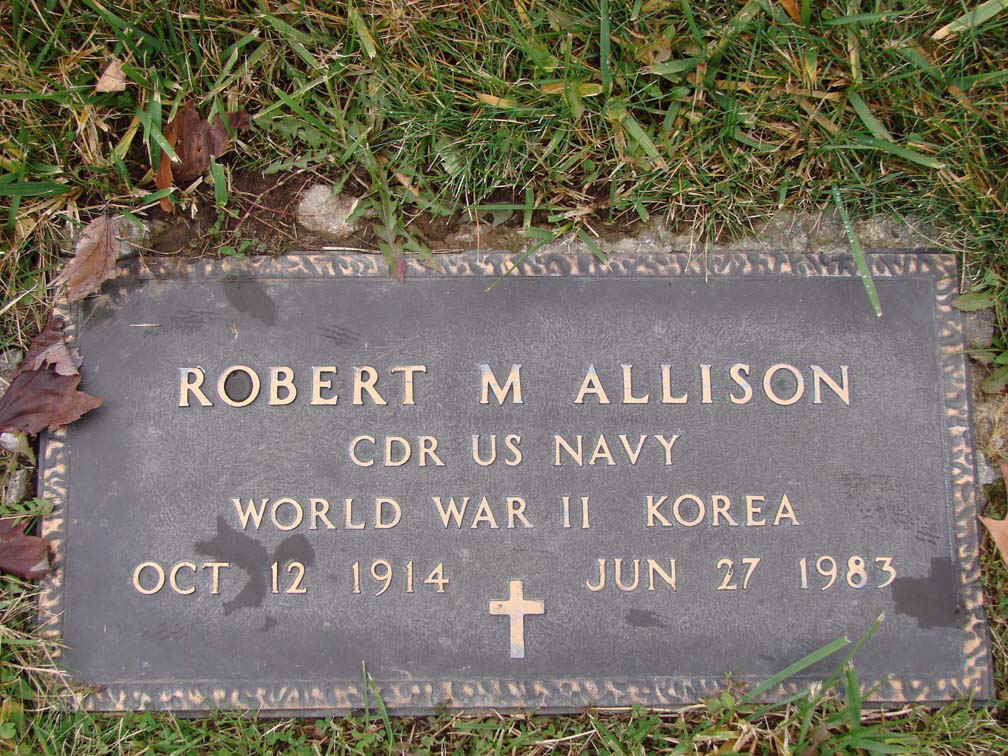 ROBERT M ALLISON
CDR US NAVY
WORLD WAR II KOREA
OCT 12 1914 JUN 27 1983